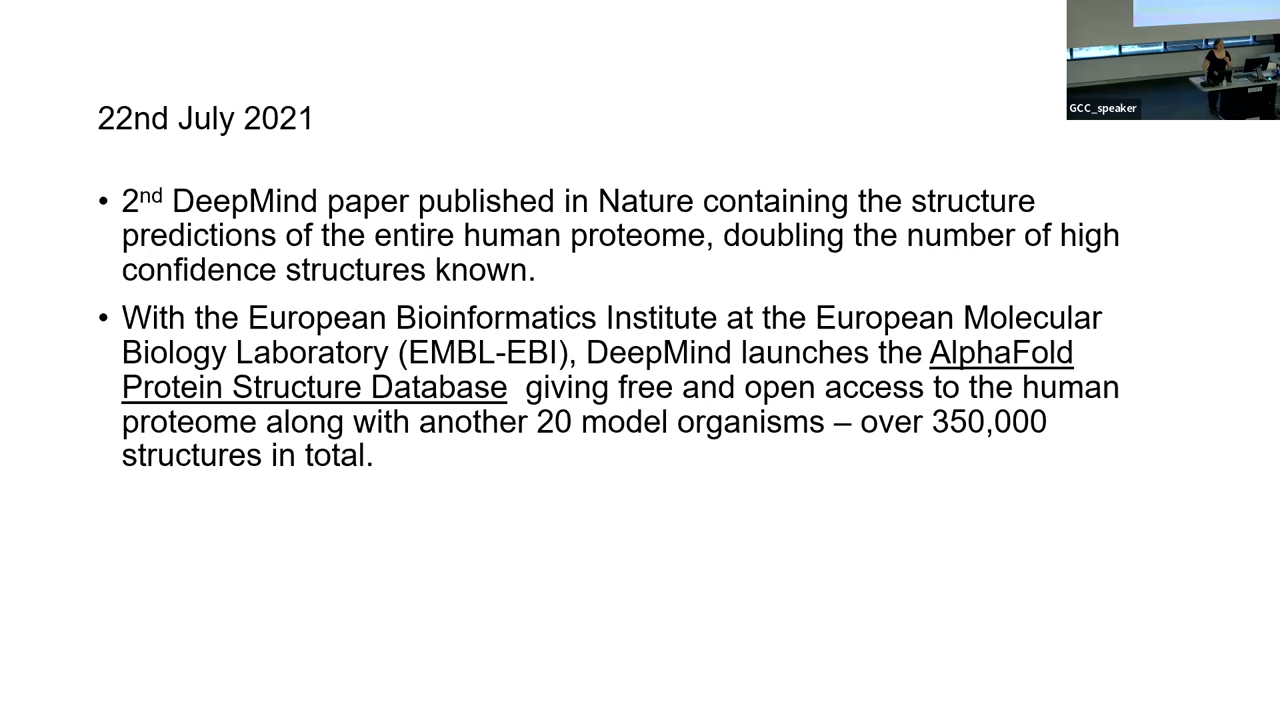 GCC_speaker
22nd July 2021
• 2nd DeepMind paper published in Nature containing the structure
predictions of the entire human proteome, doubling the number of high
confidence structures known.
• With the European Bioinformatics Institute at the European Molecular
Biology Laboratory (EMBL-EBI), DeepMind launches the AlphaFold
Protein Structure Database giving free and open access to the human
proteome along with another 20 model organisms – over 350,000
structures in total.